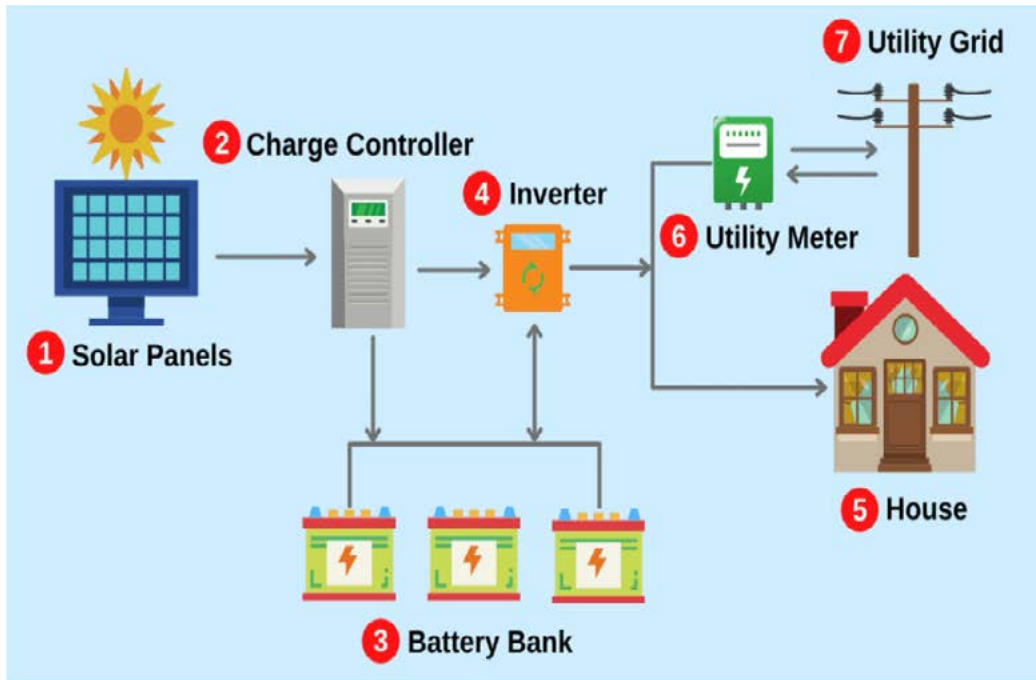 7 Utility Grid
2 Charge Controller
4 Inverter
6 Utility Meter
1 Solar Panels
5 House
3 Battery Bank